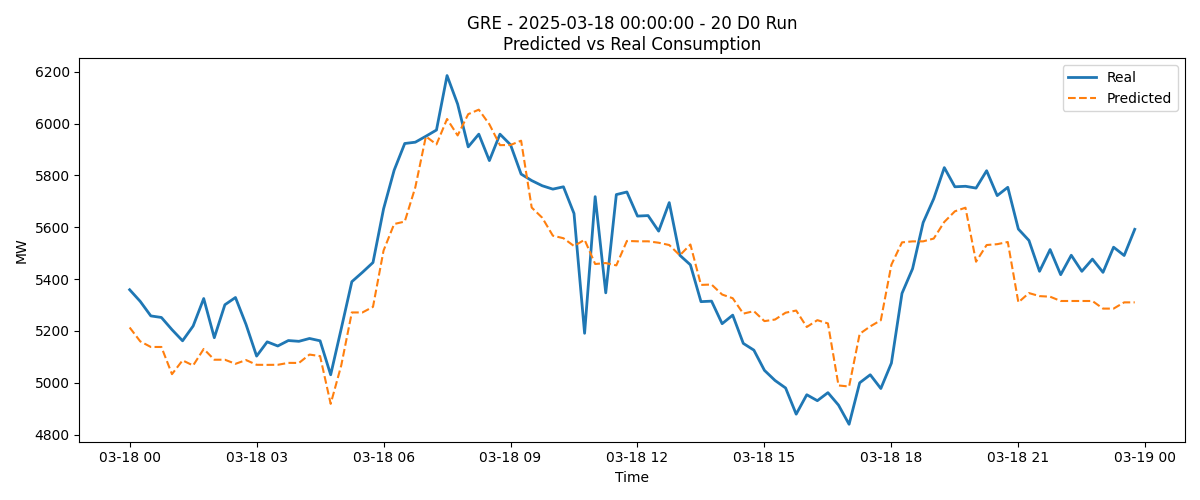 GRE - 2025-03-18 00:00:00 - 20 D0 Run
Predicted vs Real Consumption
Real
Predicted
MW
6200
6000
5800
5600
5400
5200
5000
4800
03-18 00
03-18 03
03-18 06
03-18 09
03-18 12
03-18 15
03-18 18
03-18 21
03-19 00
Time